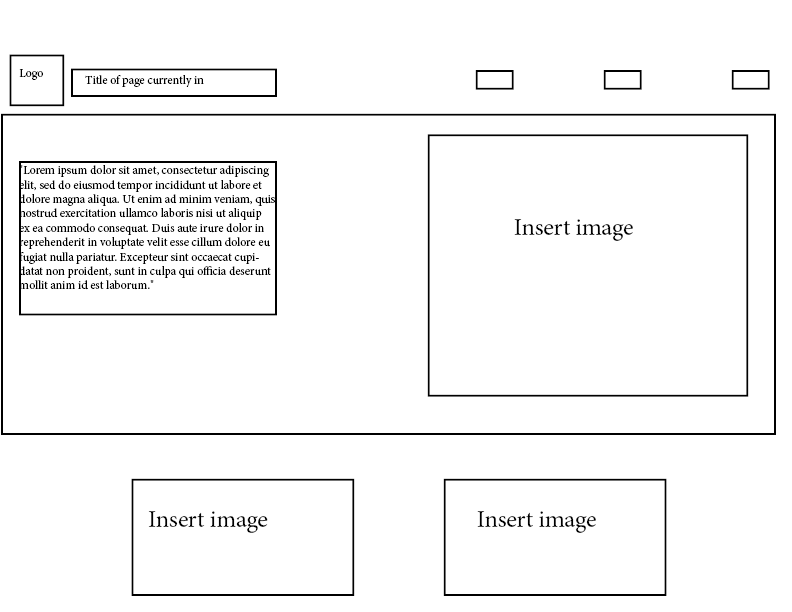 Logo
Title of page currently in
"Lorem ipsum dolor sit amet, consectetur adipiscing
elit, sed do eiusmod tempor incididunt ut labore et
dolore magna aliqua. Ut enim ad minim veniam, quis
nostrud exercitation ullamco laboris nisi ut aliquip
ex ea commodo consequat. Duis aute irure dolor in
reprehenderit in voluptate velit esse cillum dolore eu
fugiat nulla pariatur. Excepteur sint occaecat cupi-
datat non proident, sunt in culpa qui officia deserunt
mollit anim id est laborum."
Insert image
Insert image
Insert image